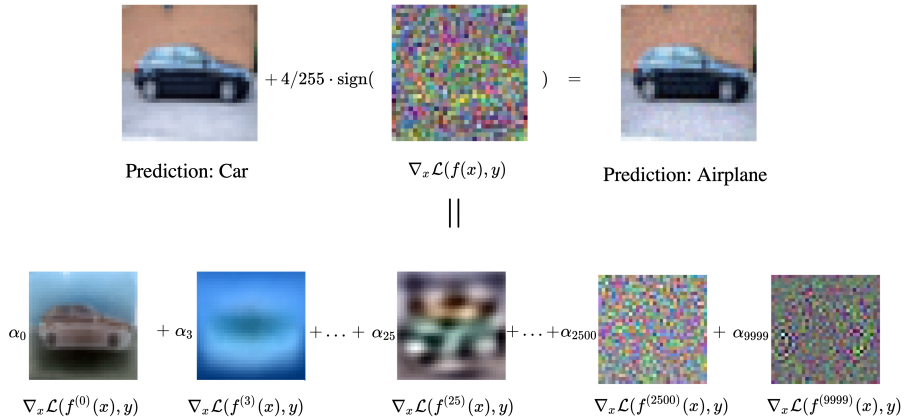 + 4/255 · sign( ) =
Prediction: Car
∇ₓℒ(f(x), y)
Prediction: Airplane
||
α₀ + α₃ + … + α₂₅ + … + α₂₅₀₀ + α₉₉₉₉
∇ₓℒ(f⁽⁰⁾(x), y) ∇ₓℒ(f⁽³⁾(x), y) ∇ₓℒ(f⁽²⁵⁾(x), y) ∇ₓℒ(f⁽²⁵⁰⁰⁾(x), y) ∇ₓℒ(f⁽⁹⁹⁹⁹⁾(x), y)